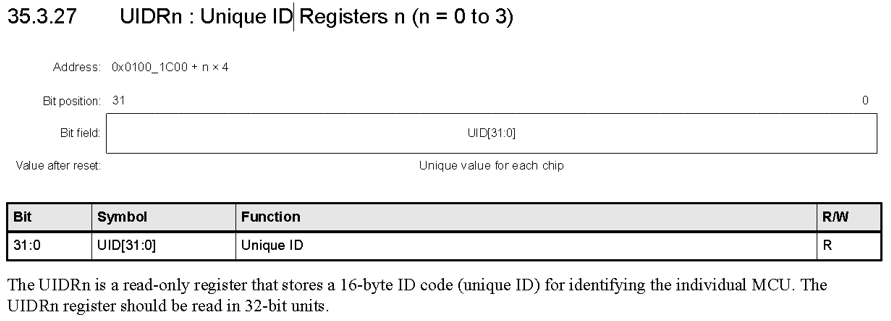 35.3.27 UIDRn : Unique ID Registers n (n = 0 to 3)
Address: 0x0100_1C00 + n × 4
Bit position: 31 0
Bit field: UID[31:0]
Value after reset: Unique value for each chip
Bit Symbol Function R/W
31:0 UID[31:0] Unique ID R
The UIDRn is a read-only register that stores a 16-byte ID code (unique ID) for identifying the individual MCU. The
UIDRn register should be read in 32-bit units.